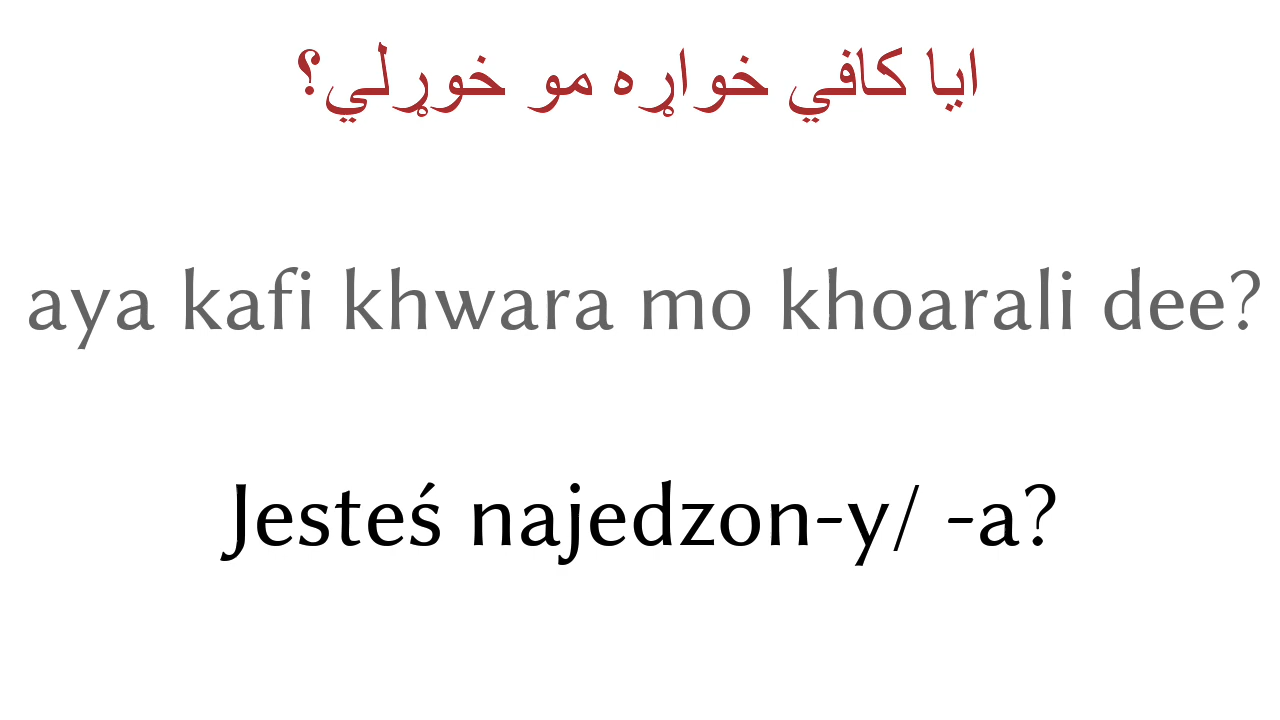 ایا کافي خواړه مو خوړلي؟
aya kafi khwara mo khoarali dee?
Jesteś najedzon-y/ -a?